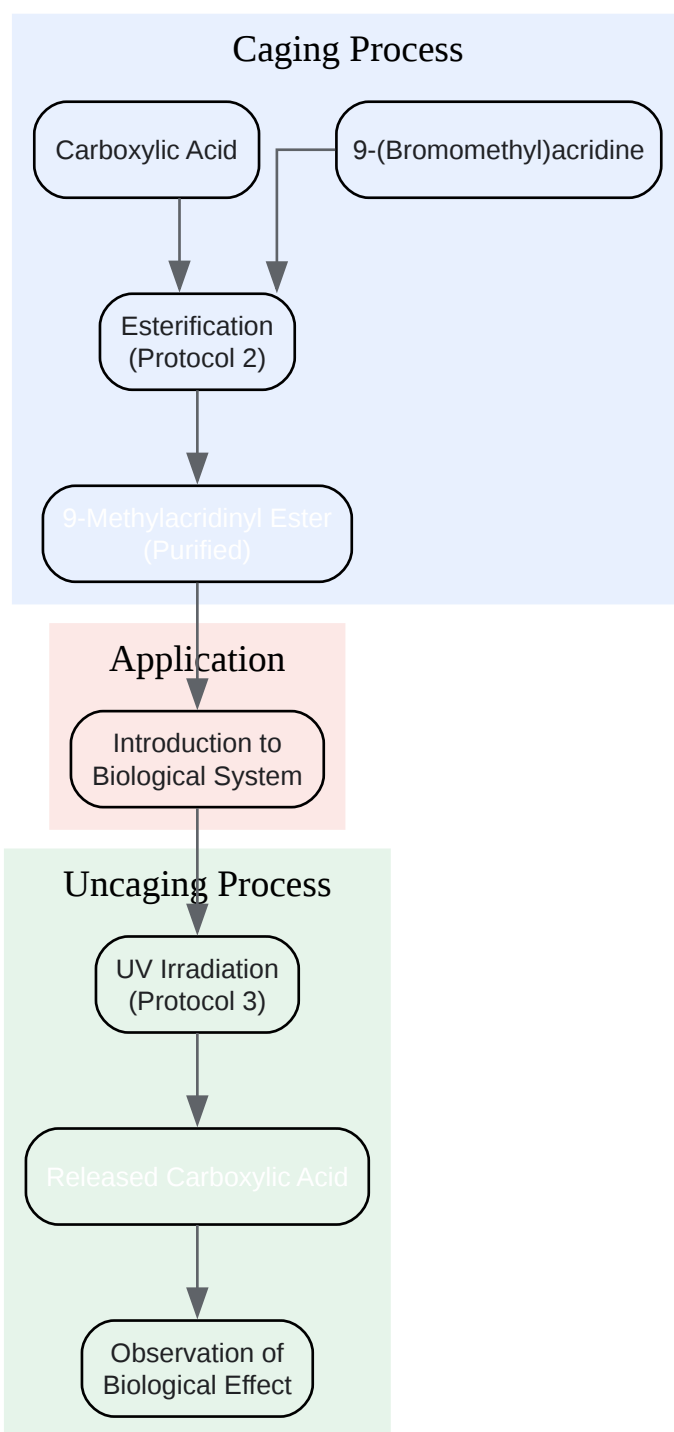 Caging Process
Carboxylic Acid
9-(Bromomethyl)acridine
Esterification
(Protocol 2)
9-Methylacridinyl Ester
(Purified)
Application
Introduction to
Biological System
Uncaging Process
UV Irradiation
(Protocol 3)
Released Carboxylic Acid
Observation of
Biological Effect